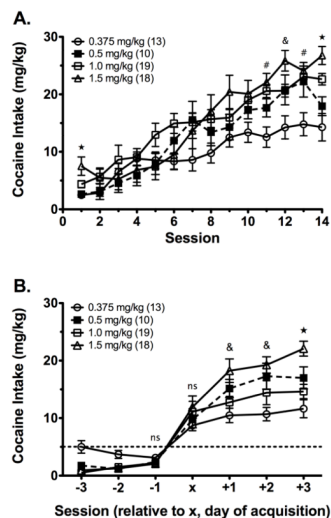 A.
0.375 mg/kg (13)
0.5 mg/kg (10)
1.0 mg/kg (19)
1.5 mg/kg (18)
Cocaine Intake (mg/kg)
30
20
10
0
★
#
&
#
★
0 2 4 6 8 10 12 14
Session
B.
0.375 mg/kg (13)
0.5 mg/kg (10)
1.0 mg/kg (19)
1.5 mg/kg (18)
Cocaine Intake (mg/kg)
30
20
10
0
ns
ns
&
&
★
-3 -2 -1 x +1 +2 +3
Session (relative to x, day of acquisition)